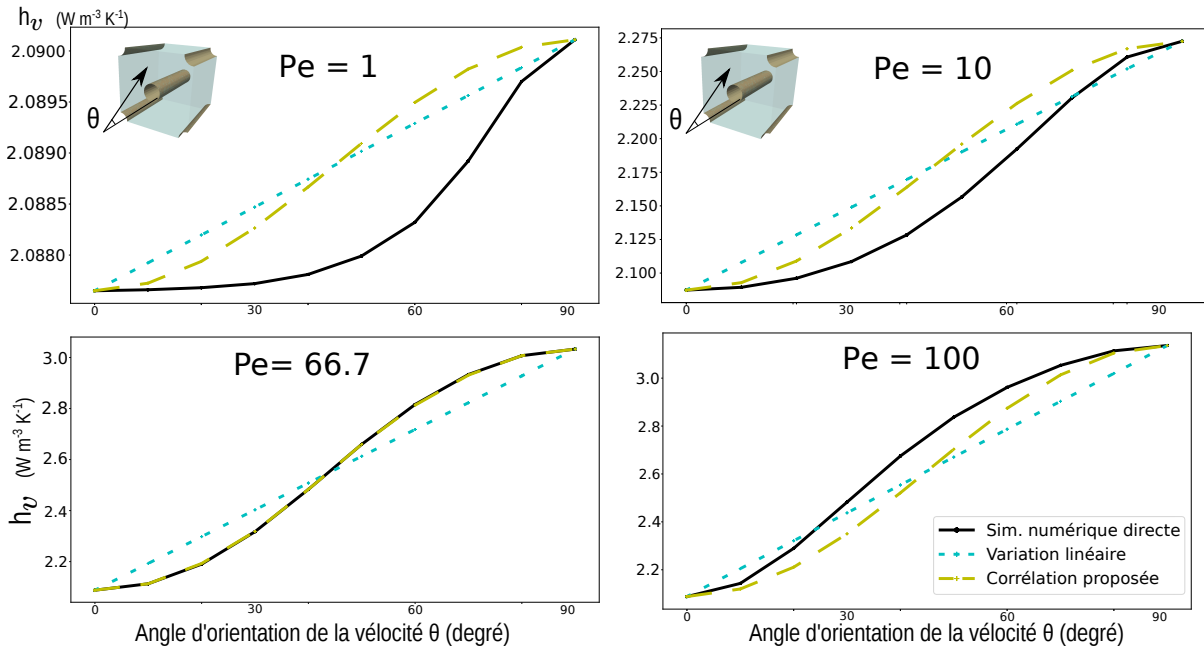 h_v (W m⁻³ K⁻¹)
Pe = 1
θ
2.0900
2.0895
2.0890
2.0885
2.0880
0 30 60 90
Pe = 10
θ
2.275
2.250
2.225
2.200
2.175
2.150
2.125
2.100
0 30 60 90
Pe= 66.7
h_v (W m⁻³ K⁻¹)
3.0
2.8
2.6
2.4
2.2
0 30 60 90
Angle d'orientation de la vélocité θ (degré)
Pe = 100
3.0
2.8
2.6
2.4
2.2
Sim. numérique directe
Variation linéaire
Corrélation proposée
0 30 60 90
Angle d'orientation de la vélocité θ (degré)